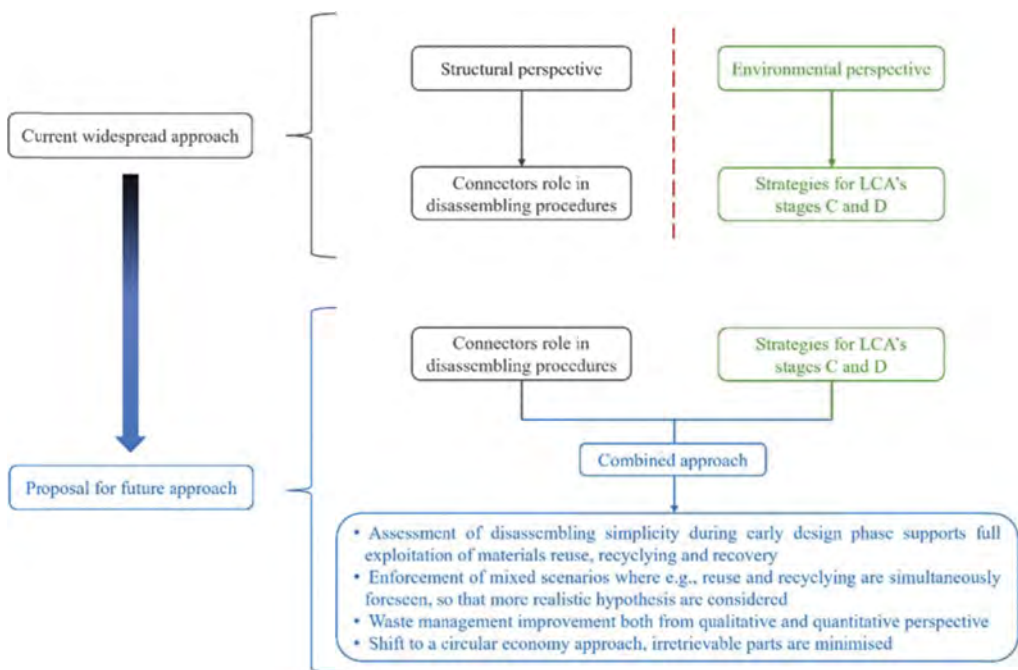 Structural perspective
Environmental perspective
Current widespread approach
Connectors role in
disassembling procedures
Strategies for LCA's
stages C and D
Connectors role in
disassembling procedures
Strategies for LCA's
stages C and D
Combined approach
Proposal for future approach
• Assessment of disassembling simplicity during early design phase supports full
exploitation of materials reuse, recyclying and recovery
• Enforcement of mixed scenarios where e.g., reuse and recyclying are simultaneously
foreseen, so that more realistic hypothesis are considered
• Waste management improvement both from qualitative and quantitative perspective
• Shift to a circular economy approach, irretrievable parts are minimised